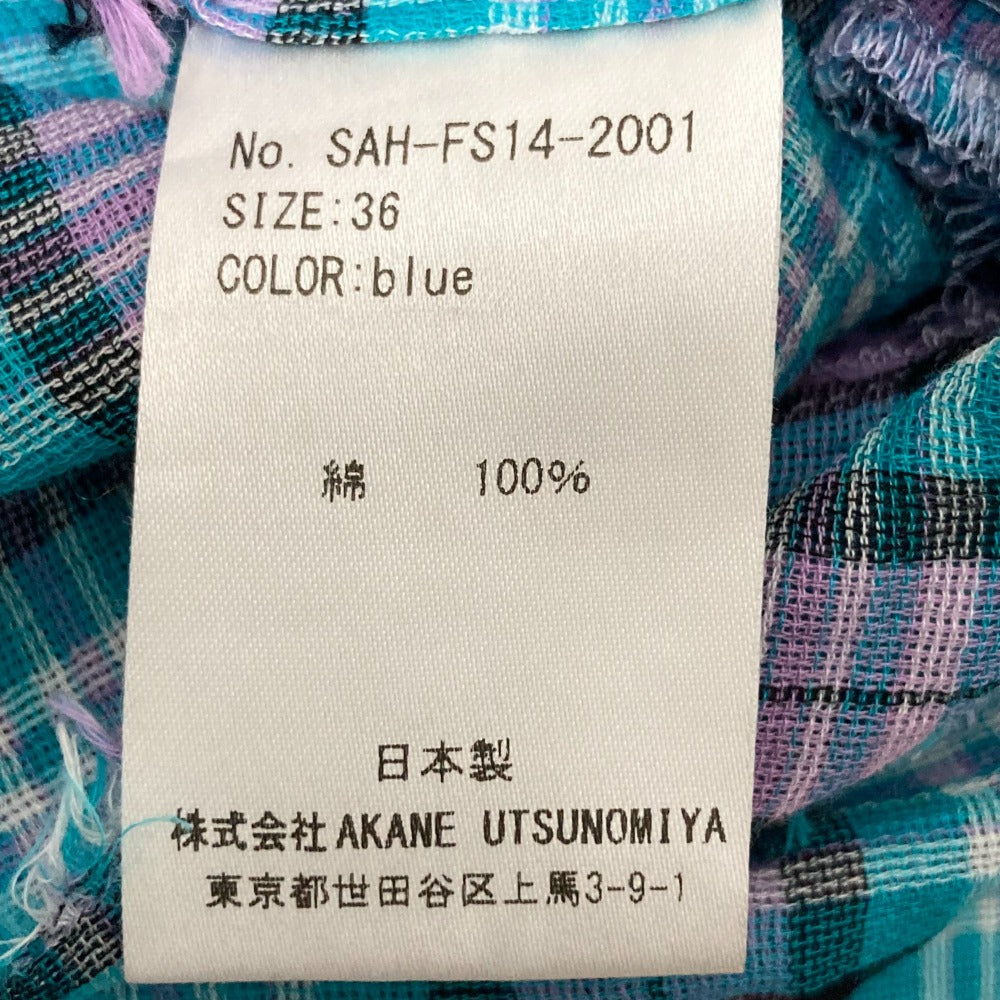 No. SAH-FS14-2001
SIZE:36
COLOR:blue
綿 100%
日本製
株式会社AKANE UTSUNOMIYA
東京都世田谷区上馬3-9-1